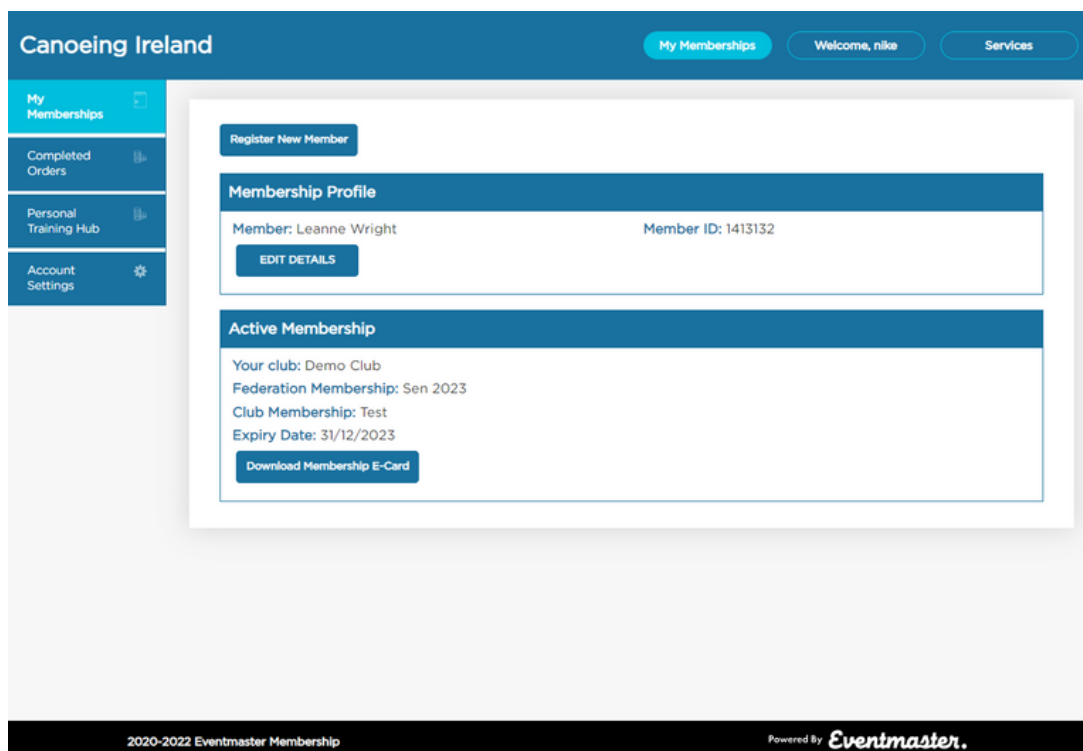 Canoeing Ireland
My Memberships
Welcome, nike
Services
My
Memberships
Completed
Orders
Personal
Training Hub
Account
Settings
Register New Member
Membership Profile
Member: Leanne Wright
Member ID: 1413132
EDIT DETAILS
Active Membership
Your club: Demo Club
Federation Membership: Sen 2023
Club Membership: Test
Expiry Date: 31/12/2023
Download Membership E-Card
2020-2022 Eventmaster Membership
Powered By Eventmaster.